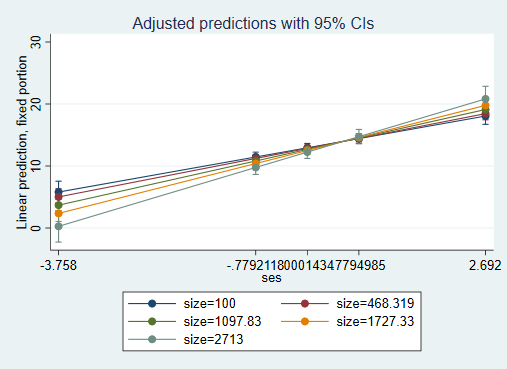 Adjusted predictions with 95% CIs
Linear prediction, fixed portion
30
20
10
0
-3.758 -.779211800014347794985 2.692
ses
size=100 size=468.319
size=1097.83 size=1727.33
size=2713